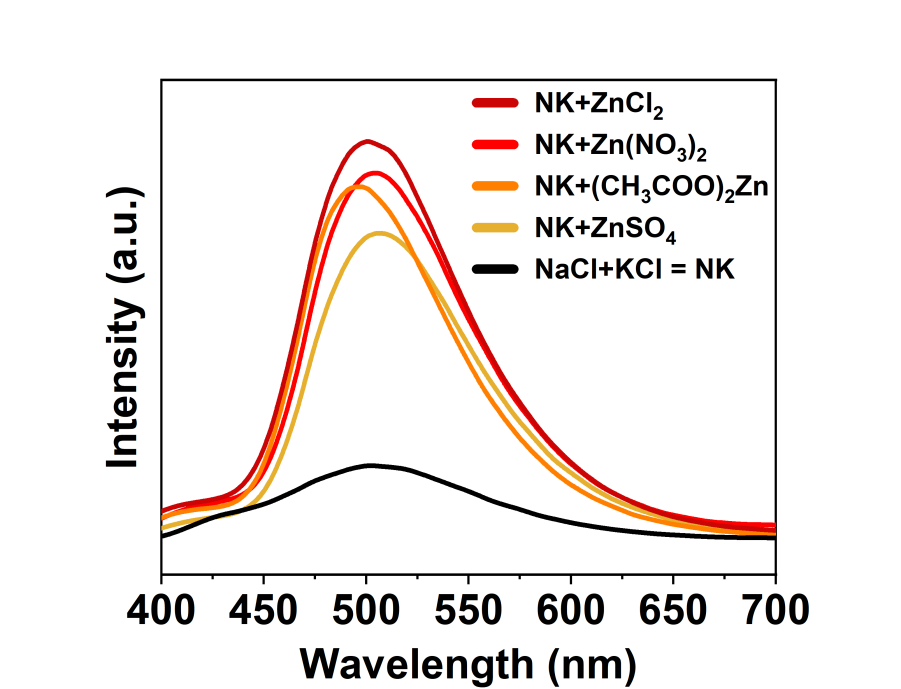 NK+ZnCl₂
NK+Zn(NO₃)₂
NK+(CH₃COO)₂Zn
NK+ZnSO₄
NaCl+KCl = NK
Intensity (a.u.)
400 450 500 550 600 650 700
Wavelength (nm)